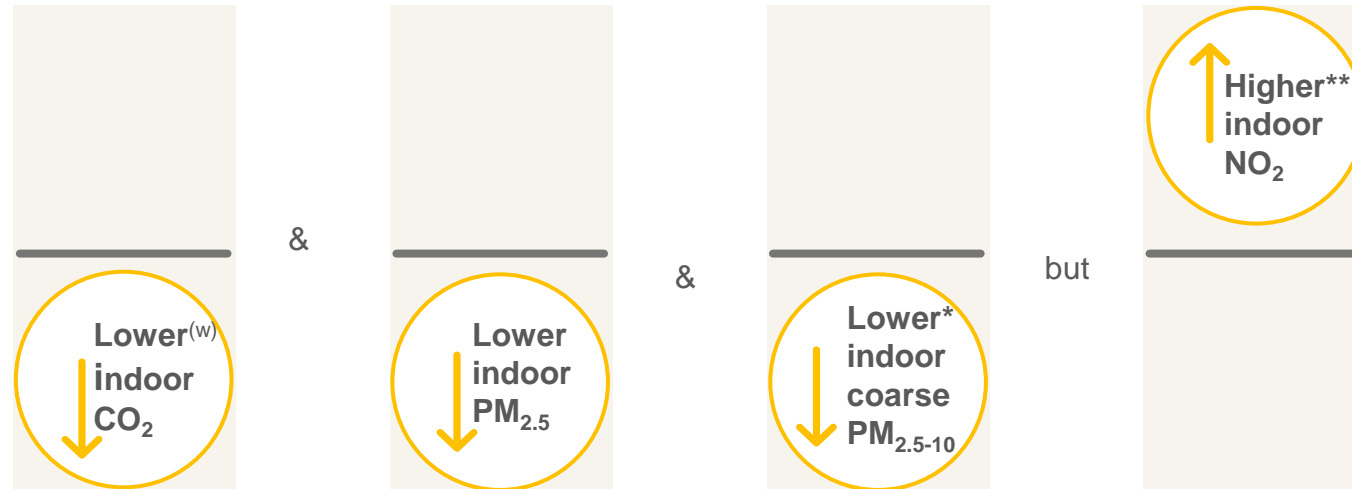 Lower(w)
indoor
CO₂
&
Lower
indoor
PM₂.₅
&
Lower*
indoor
coarse
PM₂.₅₋₁₀
but
Higher**
indoor
NO₂